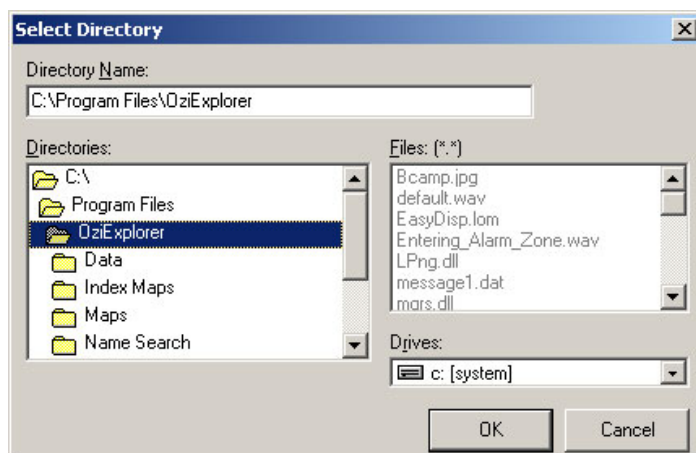 Select Directory
Directory Name:
C:\Program Files\OziExplorer
Directories:
C:\
Program Files
OziExplorer
Data
Index Maps
Maps
Name Search
Files: (*.*)
Bcamp.jpg
default.wav
EasyDisp.lom
Entering_Alarm_Zone.wav
LPng.dll
message1.dat
mgrs.dll
Drives:
c: [system]
OK
Cancel